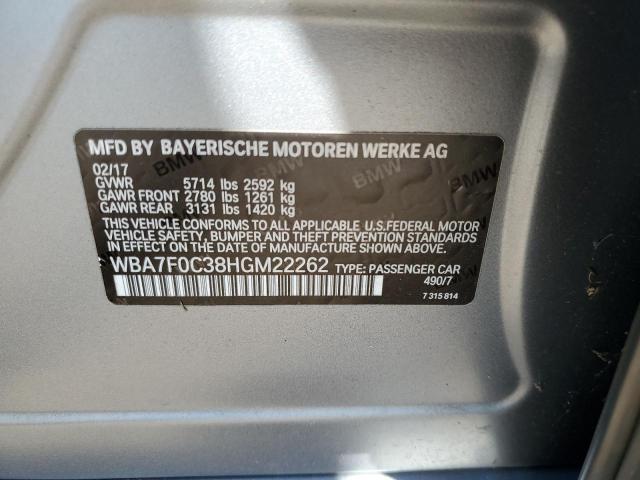 MFD BY BAYERISCHE MOTOREN WERKE AG
02/17
GVWR 5714 lbs 2592 kg
GAWR FRONT 2780 lbs 1261 kg
GAWR REAR 3131 lbs 1420 kg
THIS VEHICLE CONFORMS TO ALL APPLICABLE U.S.FEDERAL MOTOR
VEHICLE SAFETY, BUMPER, AND THEFT PREVENTION STANDARDS
IN EFFECT ON THE DATE OF MANUFACTURE SHOWN ABOVE.
WBA7F0C38HGM22262 TYPE: PASSENGER CAR
490/7
7 315 814